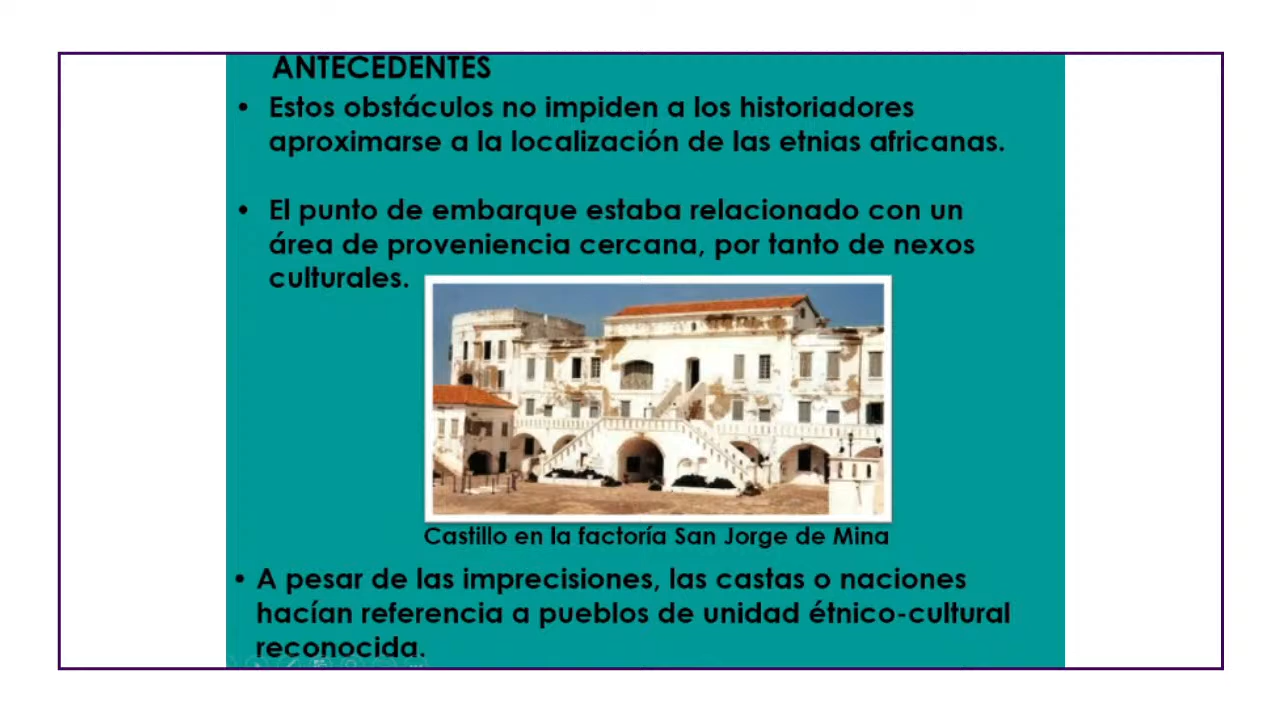 ANTECEDENTES
• Estos obstáculos no impiden a los historiadores
aproximarse a la localización de las etnias africanas.
• El punto de embarque estaba relacionado con un
área de proveniencia cercana, por tanto de nexos
culturales.
Castillo en la factoría San Jorge de Mina
• A pesar de las imprecisiones, las castas o naciones
hacían referencia a pueblos de unidad étnico-cultural
reconocida.